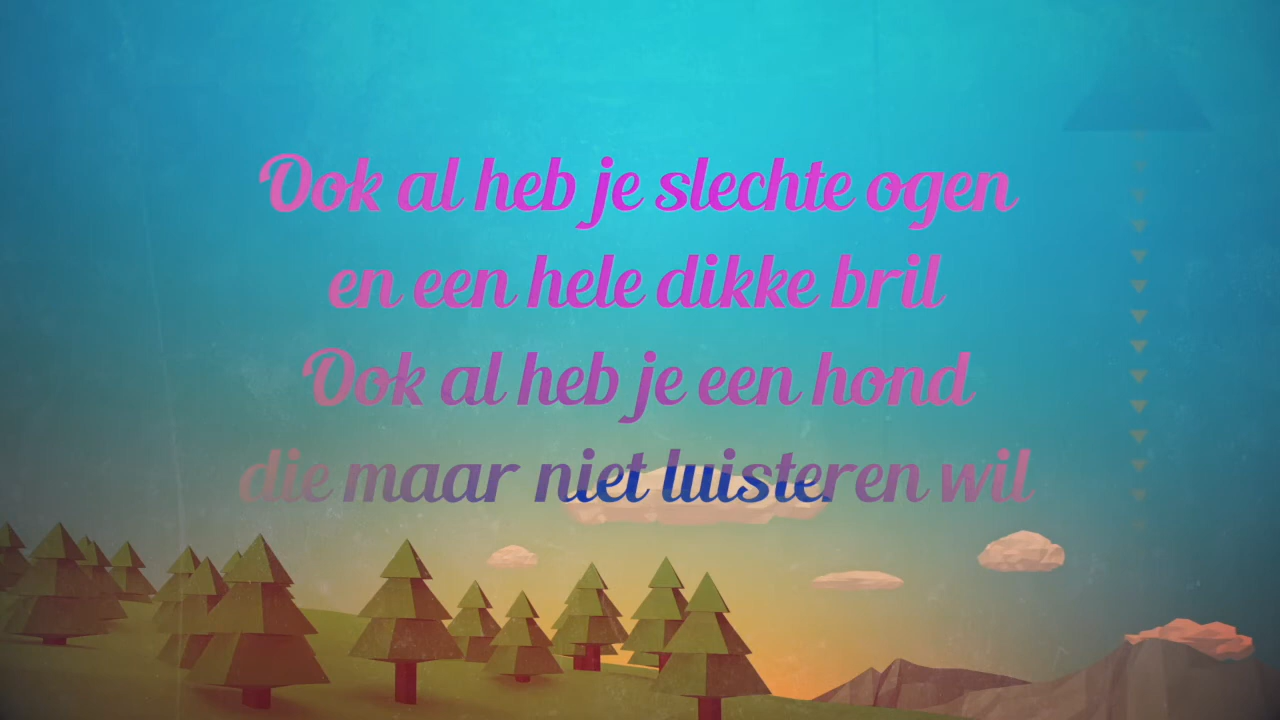 Ook al heb je slechte ogen
en een hele dikke bril
Ook al heb je een hond
die maar niet luisteren wil